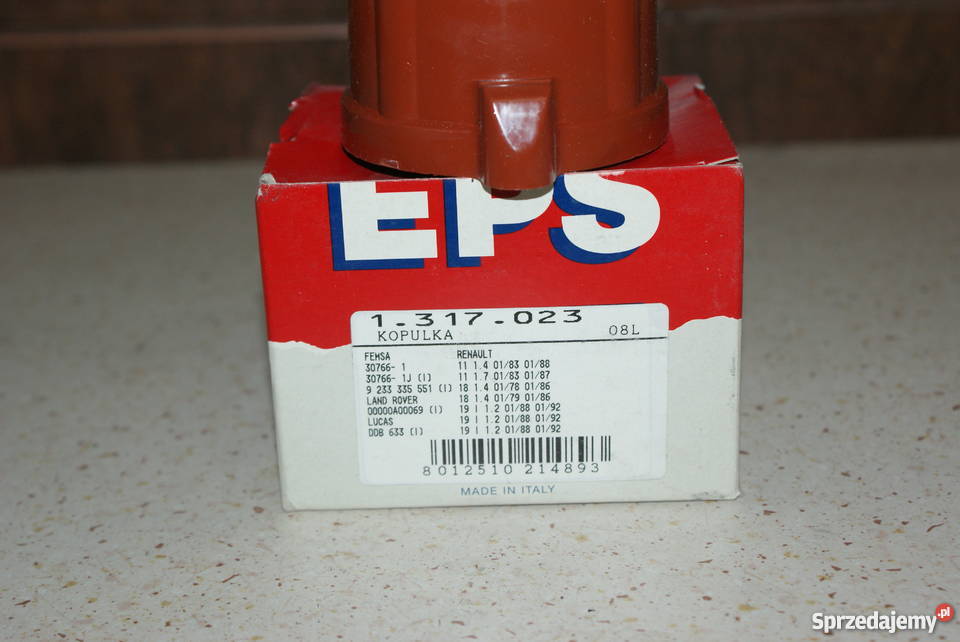 EPS
1.317.023
KOPULKA 08L
FEMSA RENAULT
30766- 1 11 1.4 01/83 01/88
30766- 1J (I) 11 1.7 01/83 01/87
9 233 335 551 (I) 18 1.4 01/78 01/86
LAND ROVER 18 1.4 01/79 01/86
00000A00069 (I) 19 I 1.2 01/88 01/92
LUCAS 19 I 1.2 01/88 01/92
DDB 633 (I) 19 I 1.2 01/88 01/92
8 012510 214893
MADE IN ITALY
Sprzedajemy.pl